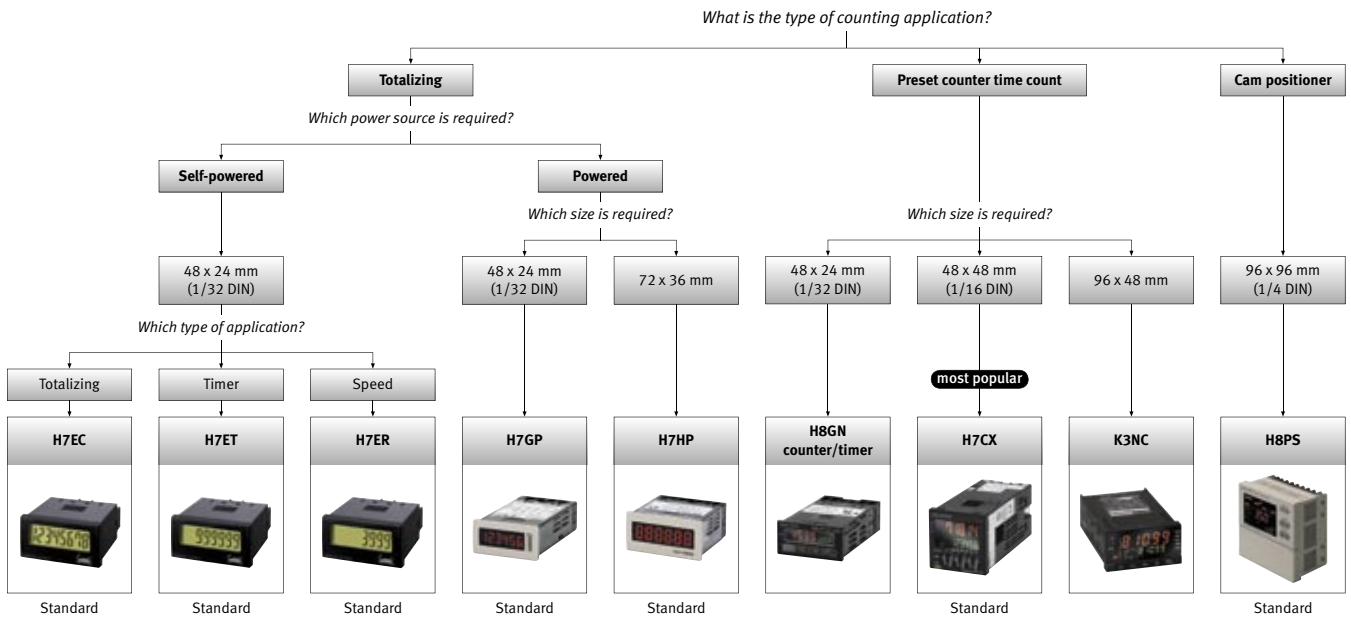 What is the type of counting application?
Totalizing
Preset counter time count
Cam positioner
Which power source is required?
Self-powered
Powered
Which size is required?
Which size is required?
48 x 24 mm
(1/32 DIN)
48 x 24 mm
(1/32 DIN)
72 x 36 mm
48 x 24 mm
(1/32 DIN)
48 x 48 mm
(1/16 DIN)
96 x 48 mm
96 x 96 mm
(1/4 DIN)
Which type of application?
Totalizing
Timer
Speed
most popular
H7EC
H7ET
H7ER
H7GP
H7HP
H8GN
counter/timer
H7CX
K3NC
H8PS
12345678
999999
3999
123456
888888
81099
Standard
Standard
Standard
Standard
Standard
Standard
Standard